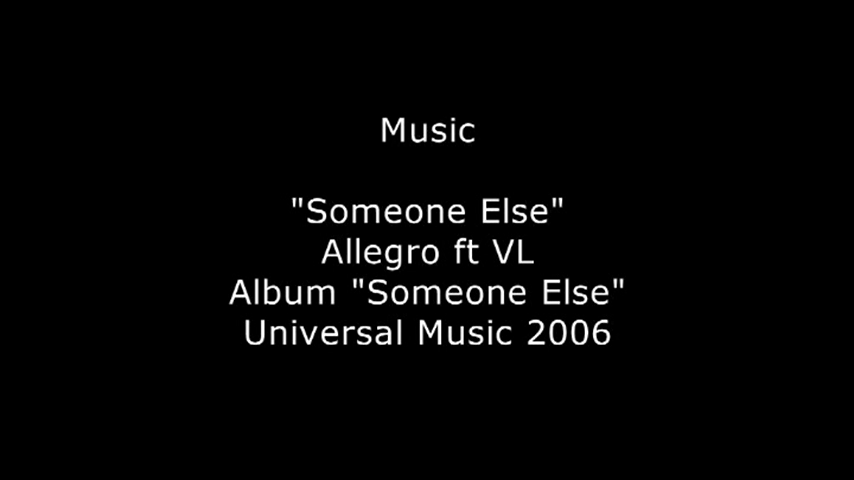 Music
"Someone Else"
Allegro ft VL
Album "Someone Else"
Universal Music 2006